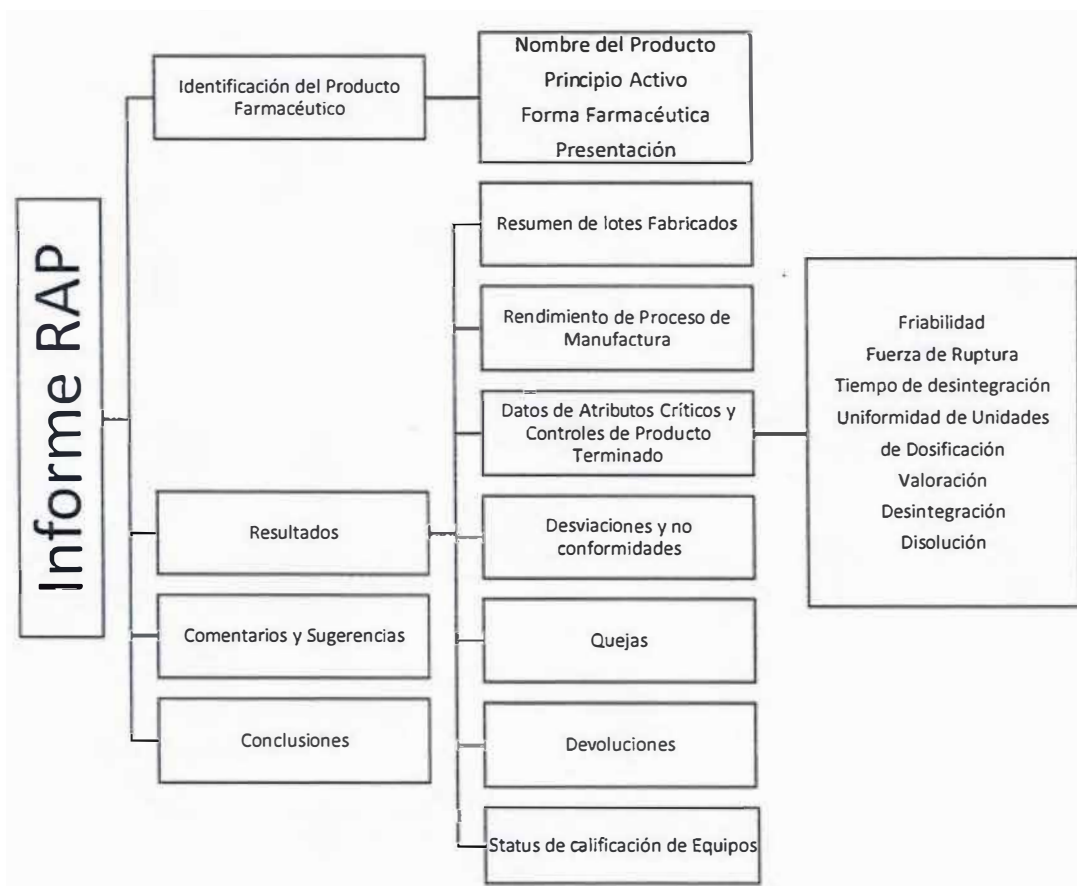 Informe RAP
Identificación del Producto
Farmacéutico
Nombre del Producto
Principio Activo
Forma Farmacéutica
Presentación
Resultados
Resumen de lotes Fabricados
Rendimiento de Proceso de
Manufactura
Datos de Atributos Críticos y
Controles de Producto
Terminado
Friabilidad
Fuerza de Ruptura
Tiempo de desintegración
Uniformidad de Unidades
de Dosificación
Valoración
Desintegración
Disolución
Desviaciones y no
conformidades
Quejas
Devoluciones
Status de calificación de Equipos
Comentarios y Sugerencias
Conclusiones